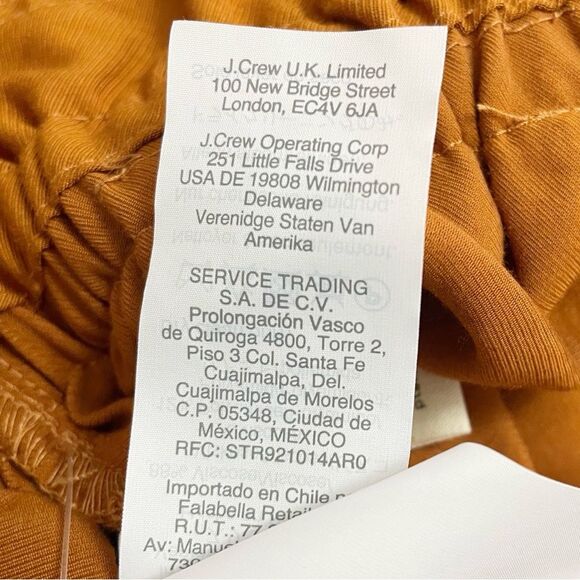 J.Crew U.K. Limited
100 New Bridge Street
London, EC4V 6JA
J.Crew Operating Corp
251 Little Falls Drive
USA DE 19808 Wilmington
Delaware
Verenidge Staten Van
Amerika
SERVICE TRADING
S.A. DE C.V.
Prolongación Vasco
de Quiroga 4800, Torre 2,
Piso 3 Col. Santa Fe
Cuajimalpa, Del.
Cuajimalpa de Morelos
C.P. 05348, Ciudad de
México, MÉXICO
RFC: STR921014AR0
Importado en Chile
Falabella
R.U.T.: 77
Av: